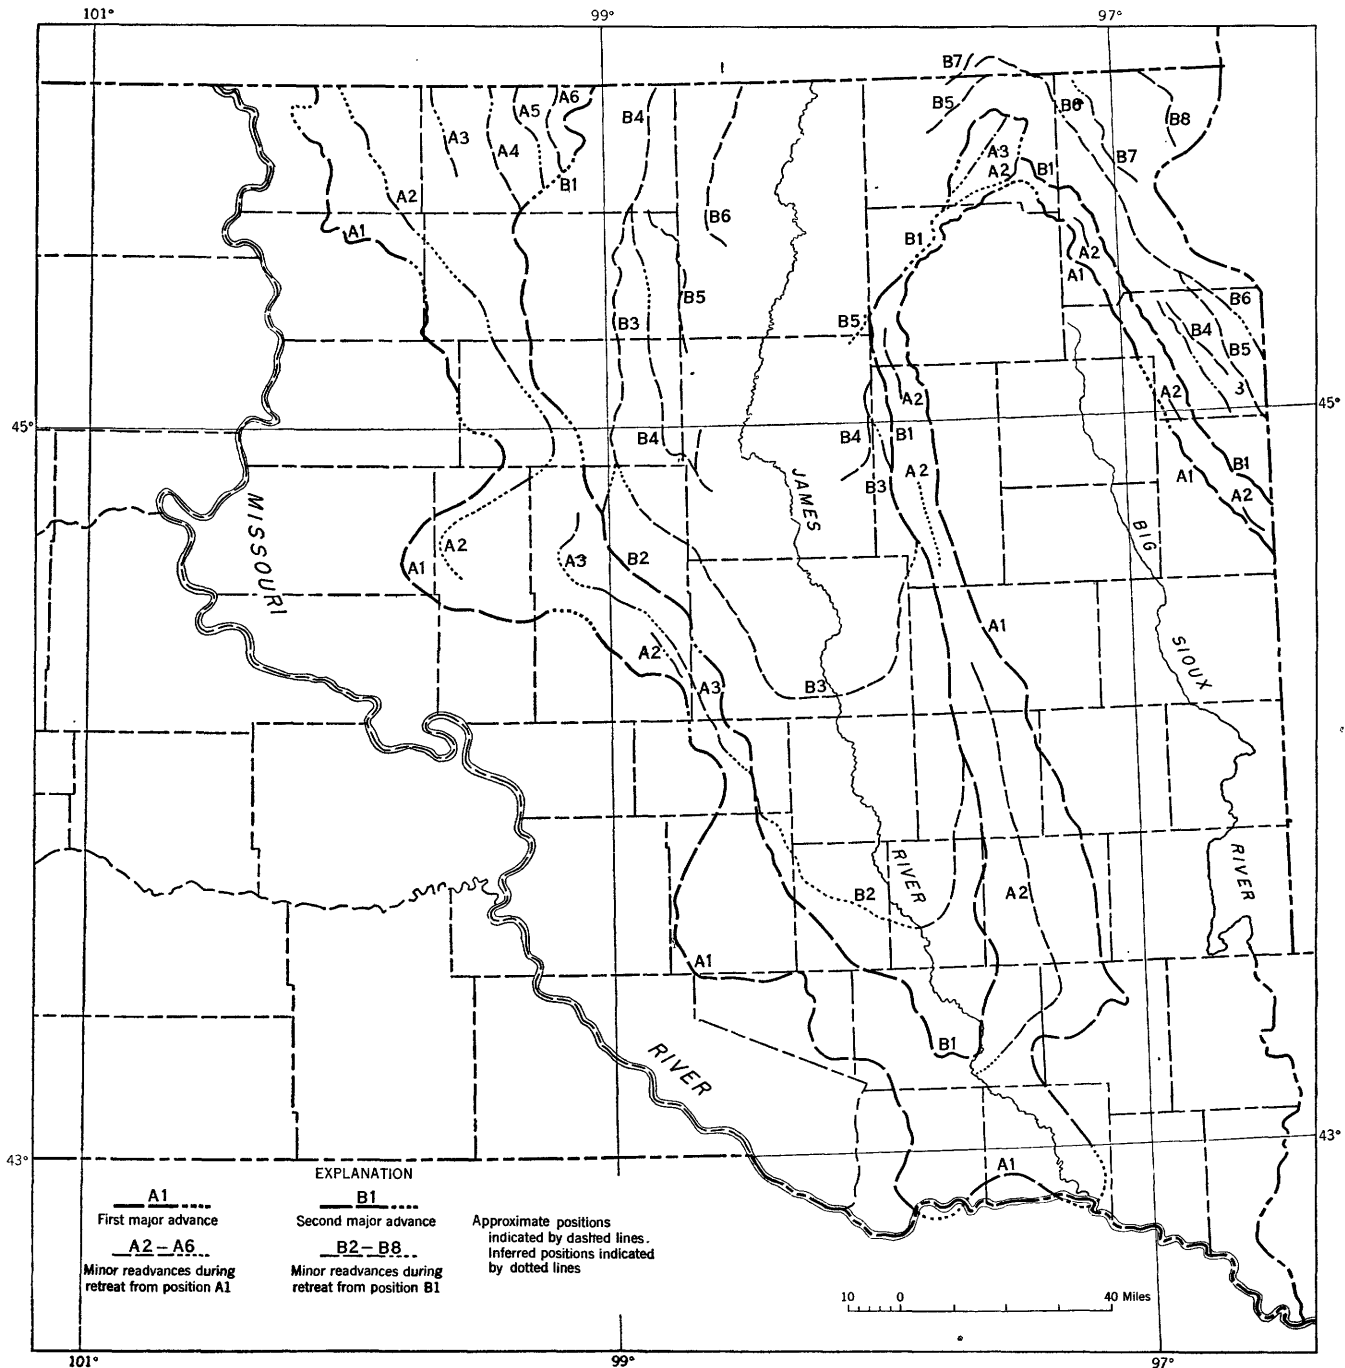 101°
99°
97°
B7
A6
A5
B4
B5
B6
B8
A3
A4
A3
B7
A2
B1
B1
A2
A1
B6
B1
A2
A1
B5
B6
B3
B5
B4
B5
3
A2
A2
45°
45°
B4
B4
B1
A2
B1
A1
A2
B3
MISSOURI
JAMES
BIG
A2
A3
B2
A1
A1
SIOUX
A2
A3
B3
RIVER
RIVER
B2
A2
A1
B1
RIVER
43°
43°
A1
EXPLANATION
A1
First major advance
A2–A6
Minor readvances during
retreat from position A1
B1
Second major advance
B2–B8
Minor readvances during
retreat from position B1
Approximate positions
indicated by dashed lines.
Inferred positions indicated
by dotted lines
10 0 40 Miles
101°
99°
97°